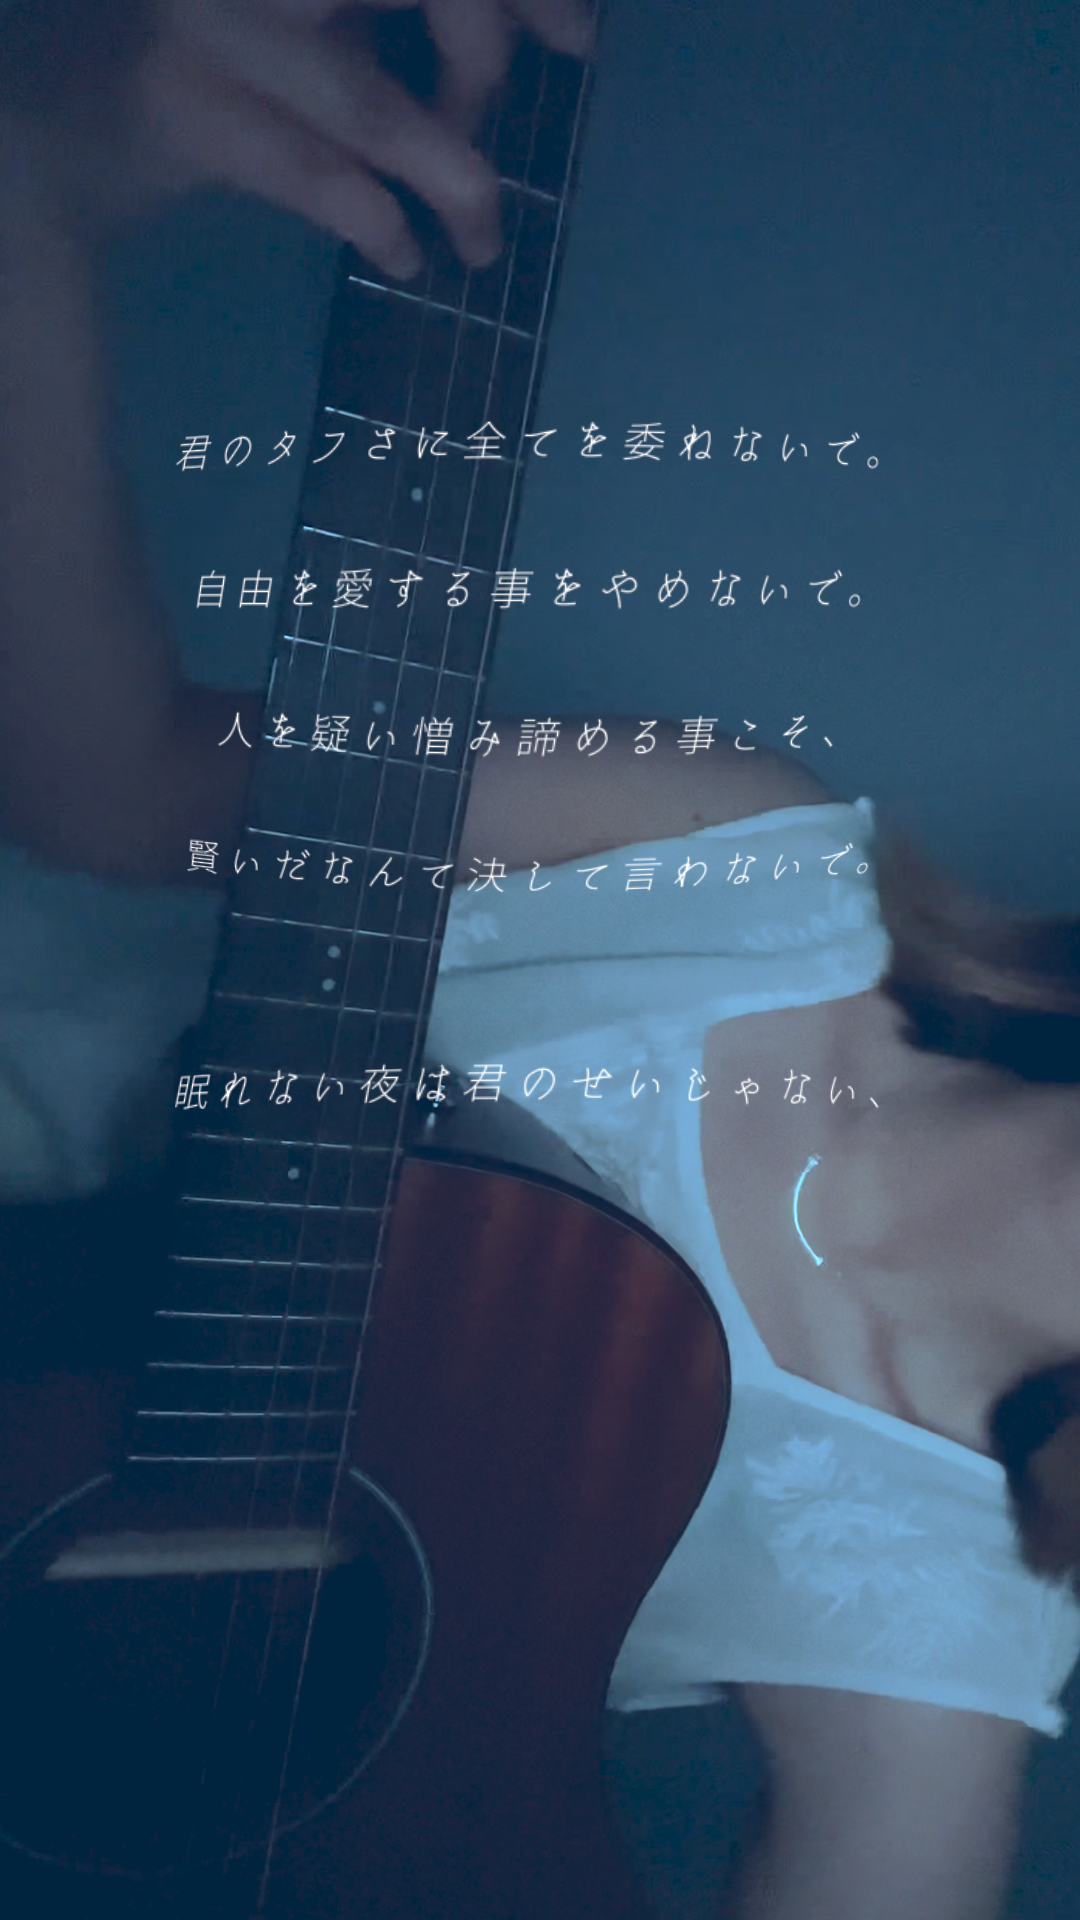 君のタフさに全てを委ねないで。
自由を愛する事をやめないで。
人を疑い憎み諦める事こそ、
賢いだなんて決して言わないで。
眠れない夜は君のせいじゃない、